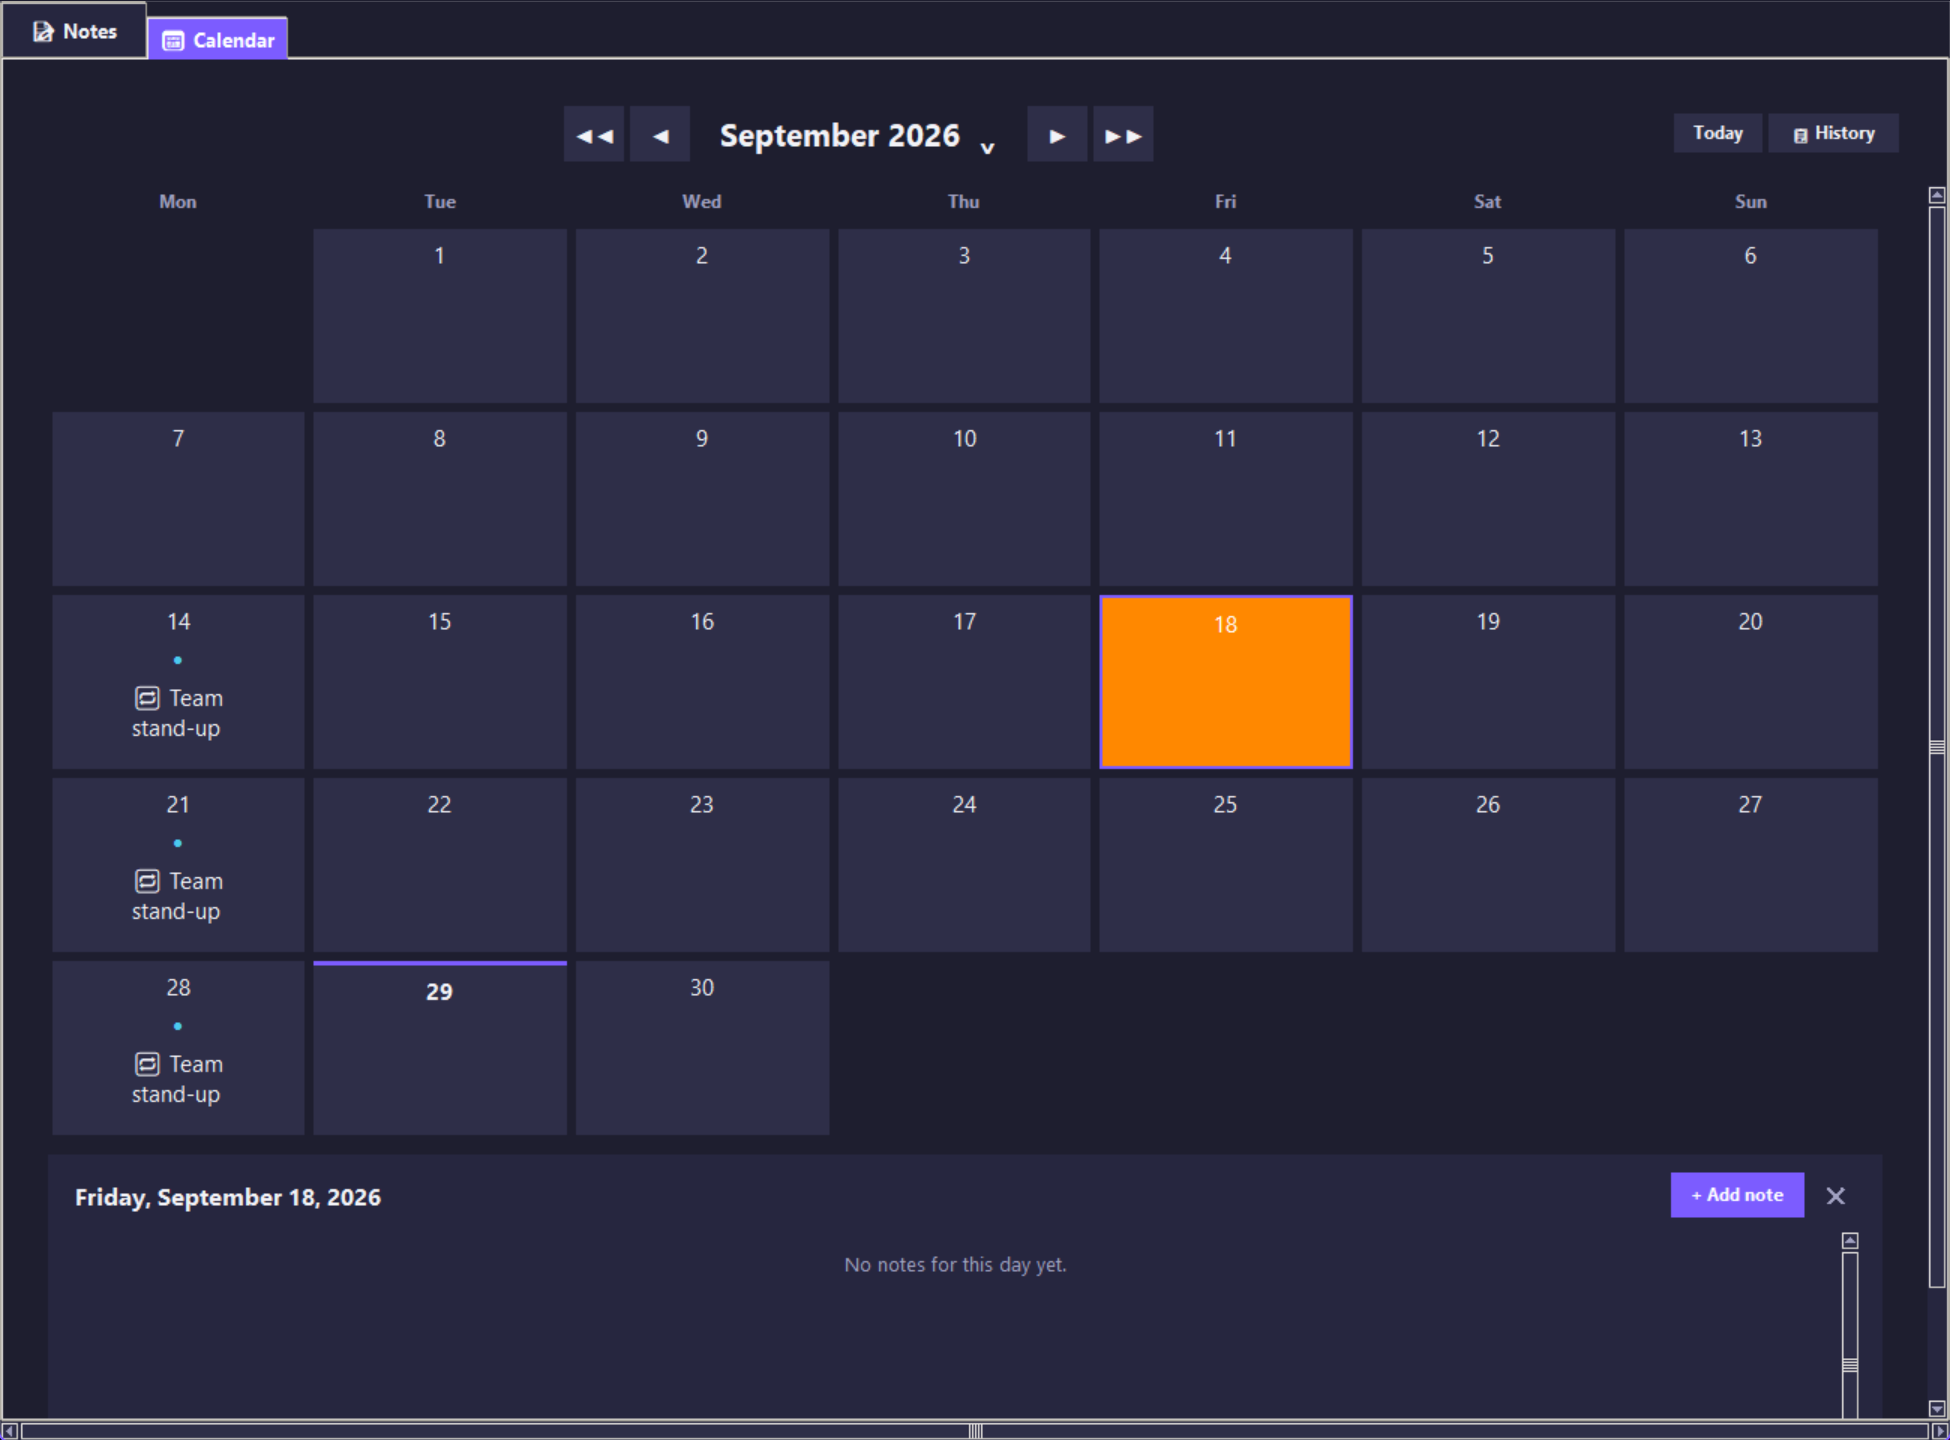 Notes
Calendar
September 2026
Today
History
Mon Tue Wed Thu Fri Sat Sun
1 2 3 4 5 6
7 8 9 10 11 12 13
14 15 16 17 18 19 20
Team
stand-up
21 22 23 24 25 26 27
Team
stand-up
28 29 30
Team
stand-up
Friday, September 18, 2026
+ Add note
No notes for this day yet.